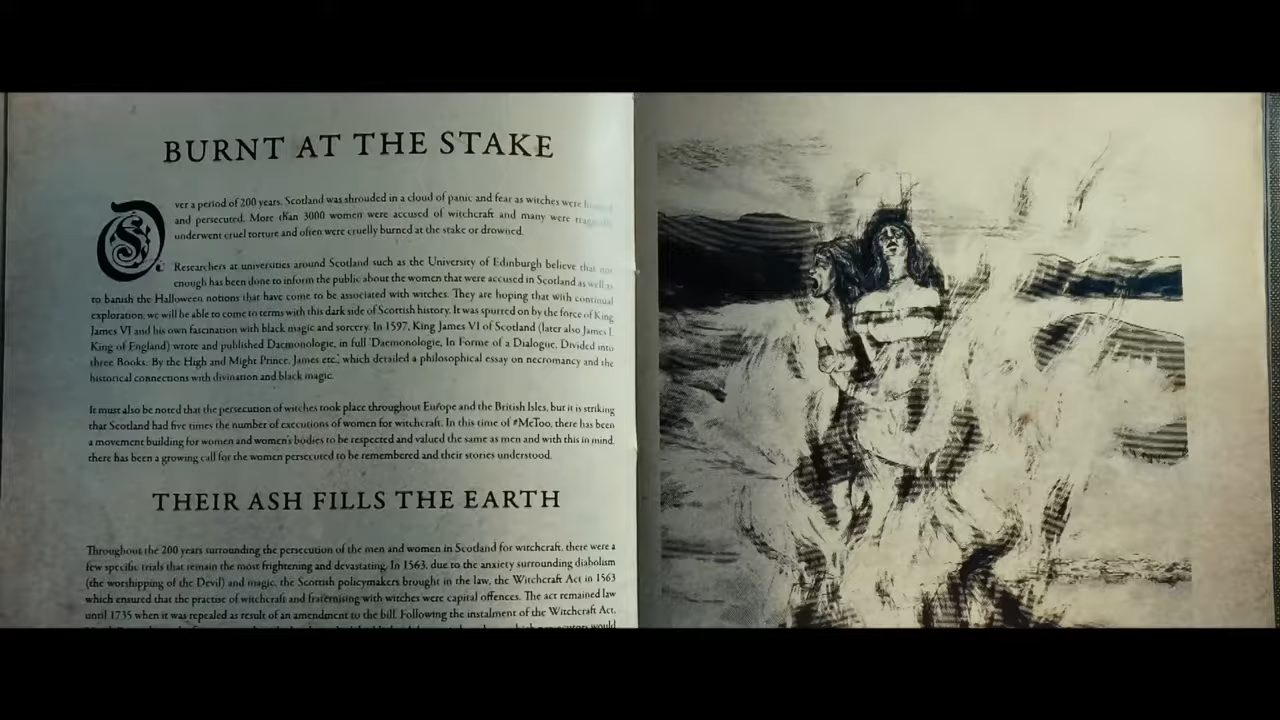 BURNT AT THE STAKE
Over a period of 200 years, Scotland was shrouded in a cloud of panic and fear as witches were
and persecuted. More than 3000 women were accused of witchcraft and many were
underwent cruel torture and often were cruelly burned at the stake or drowned.
Researchers at universities around Scotland such as the University of Edinburgh believe that not
enough has been done to inform the public about the women that were accused in Scotland as well as
to banish the Halloween notions that have come to be associated with witches. They are hoping that with continual
exploration, we will be able to come to terms with this dark side of Scottish history. It was spurred on by the force of King
James VI and his own fascination with black magic and sorcery. In 1597, King James VI of Scotland (later also James I,
King of England) wrote and published Daemonologie, in full 'Daemonologie, In Forme of a Dialogue, Divided into
three Books: By the High and Might Prince, James etc.', which detailed a philosophical essay on necromancy and the
historical connections with divination and black magic.
It must also be noted that the persecution of witches took place throughout Europe and the British Isles, but it is striking
that Scotland had five times the number of executions of women for witchcraft. In this time of #MeToo, there has been
a movement building for women and women's bodies to be respected and valued the same as men and with this in mind,
there has been a growing call for the women persecuted to be remembered and their stories understood.
THEIR ASH FILLS THE EARTH
Throughout the 200 years surrounding the persecution of the men and women in Scotland for witchcraft, there were a
few specific trials that remain the most frightening and devastating. In 1563, due to the anxiety surrounding diabolism
(the worshipping of the Devil) and magic, the Scottish policymakers brought in the law, the Witchcraft Act in 1563
which ensured that the practise of witchcraft and fraternising with witches were capital offences. The act remained law
until 1735 when it was repealed as result of an amendment to the bill. Following the instalment of the Witchcraft Act,